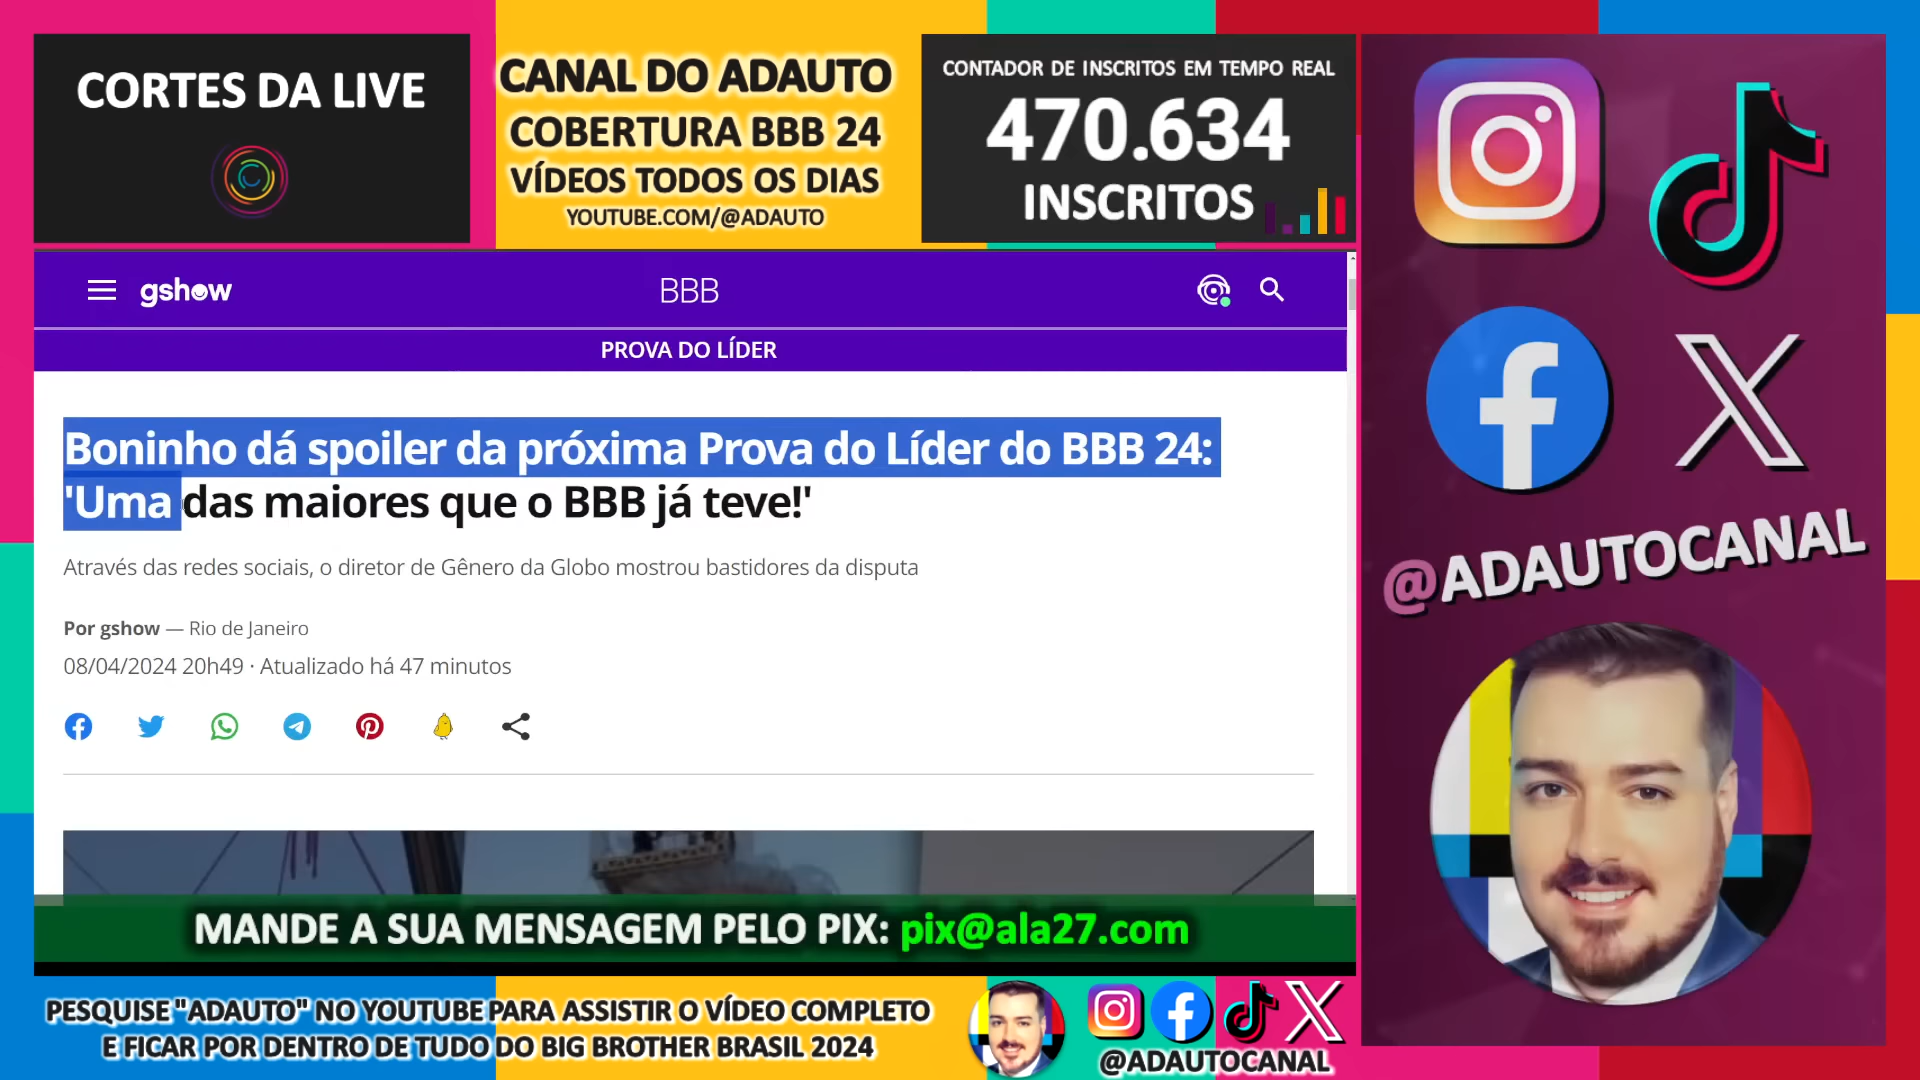 CORTES DA LIVE
CANAL DO ADAUTO
COBERTURA BBB 24
VÍDEOS TODOS OS DIAS
YOUTUBE.COM/@ADAUTO
CONTADOR DE INSCRITOS EM TEMPO REAL
470.634
INSCRITOS
gshow
BBB
PROVA DO LÍDER
Boninho dá spoiler da próxima Prova do Líder do BBB 24:
'Uma das maiores que o BBB já teve!'
Através das redes sociais, o diretor de Gênero da Globo mostrou bastidores da disputa
Por gshow — Rio de Janeiro
08/04/2024 20h49 · Atualizado há 47 minutos
@ADAUTOCANAL
MANDE A SUA MENSAGEM PELO PIX: pix@ala27.com
PESQUISE "ADAUTO" NO YOUTUBE PARA ASSISTIR O VÍDEO COMPLETO
E FICAR POR DENTRO DE TUDO DO BIG BROTHER BRASIL 2024
@ADAUTOCANAL